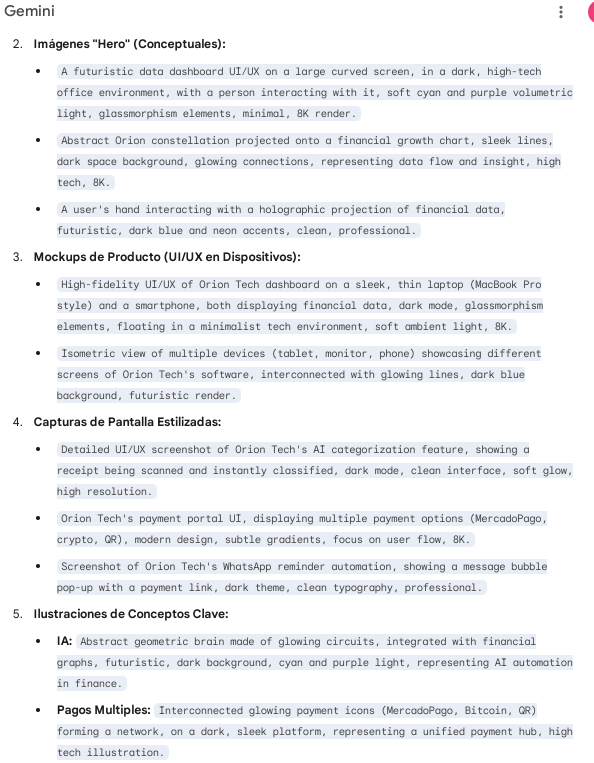 Gemini
2. Imágenes "Hero" (Conceptuales):
• A futuristic data dashboard UI/UX on a large curved screen, in a dark, high-tech
office environment, with a person interacting with it, soft cyan and purple volumetric
light, glassmorphism elements, minimal, 8K render.
• Abstract Orion constellation projected onto a financial growth chart, sleek lines,
dark space background, glowing connections, representing data flow and insight, high
tech, 8K.
• A user's hand interacting with a holographic projection of financial data,
futuristic, dark blue and neon accents, clean, professional.
3. Mockups de Producto (UI/UX en Dispositivos):
• High-fidelity UI/UX of Orion Tech dashboard on a sleek, thin laptop (MacBook Pro
style) and a smartphone, both displaying financial data, dark mode, glassmorphism
elements, floating in a minimalist tech environment, soft ambient light, 8K.
• Isometric view of multiple devices (tablet, monitor, phone) showcasing different
screens of Orion Tech's software, interconnected with glowing lines, dark blue
background, futuristic render.
4. Capturas de Pantalla Estilizadas:
• Detailed UI/UX screenshot of Orion Tech's AI categorization feature, showing a
receipt being scanned and instantly classified, dark mode, clean interface, soft glow,
high resolution.
• Orion Tech's payment portal UI, displaying multiple payment options (MercadoPago,
crypto, QR), modern design, subtle gradients, focus on user flow, 8K.
• Screenshot of Orion Tech's WhatsApp reminder automation, showing a message bubble
pop-up with a payment link, dark theme, clean typography, professional.
5. Ilustraciones de Conceptos Clave:
• IA: Abstract geometric brain made of glowing circuits, integrated with financial
graphs, futuristic, dark background, cyan and purple light, representing AI automation
in finance.
• Pagos Multiples: Interconnected glowing payment icons (MercadoPago, Bitcoin, QR)
forming a network, on a dark, sleek platform, representing a unified payment hub, high
tech illustration.